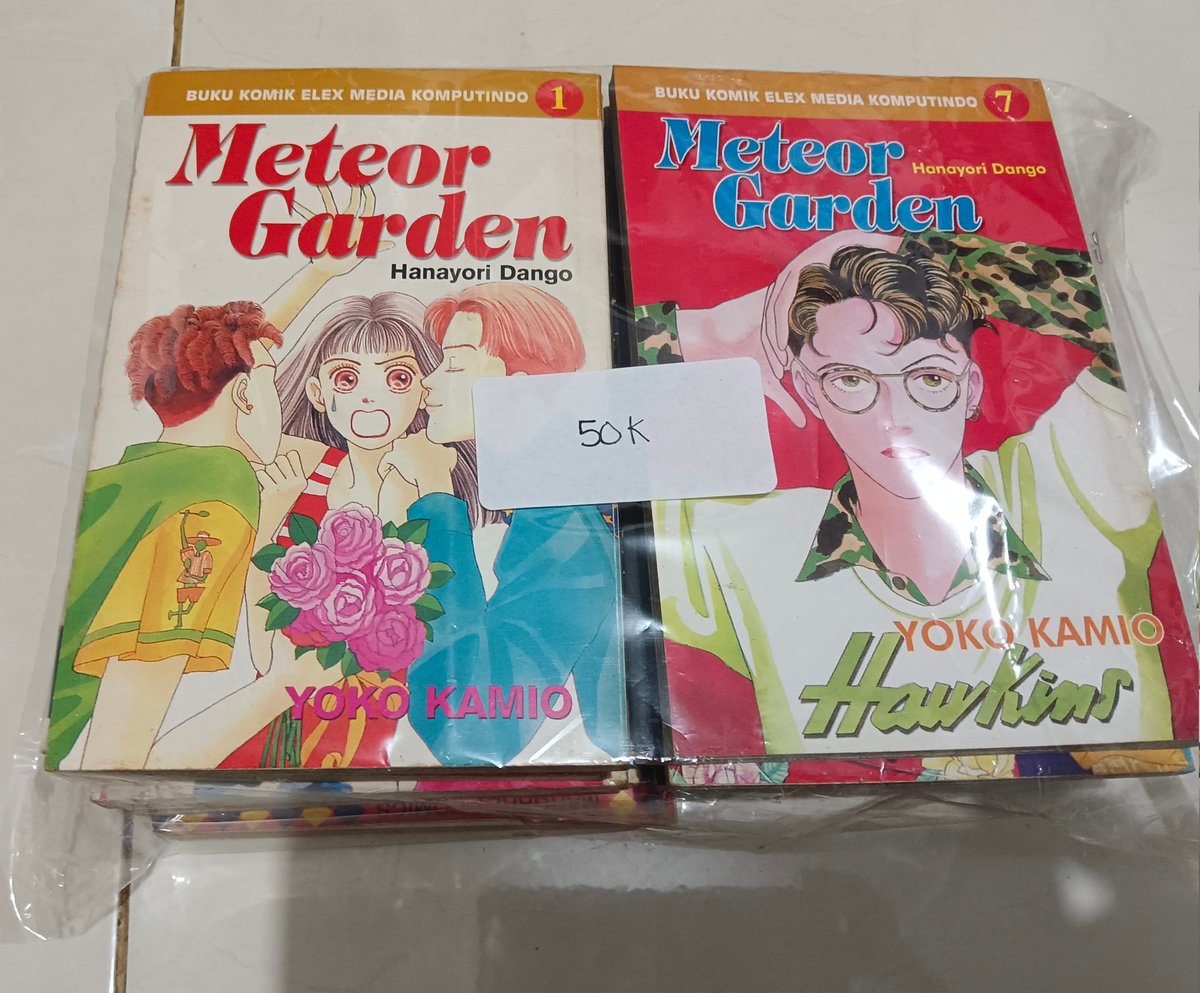 BUKU KOMIK ELEX MEDIA KOMPUTINDO 1
Meteor
Garden
Hanayori Dango
YOKO KAMIO
50K
BUKU KOMIK ELEX MEDIA KOMPUTINDO 7
Meteor
Garden
Hanayori Dango
YOKO KAMIO
Hawkins